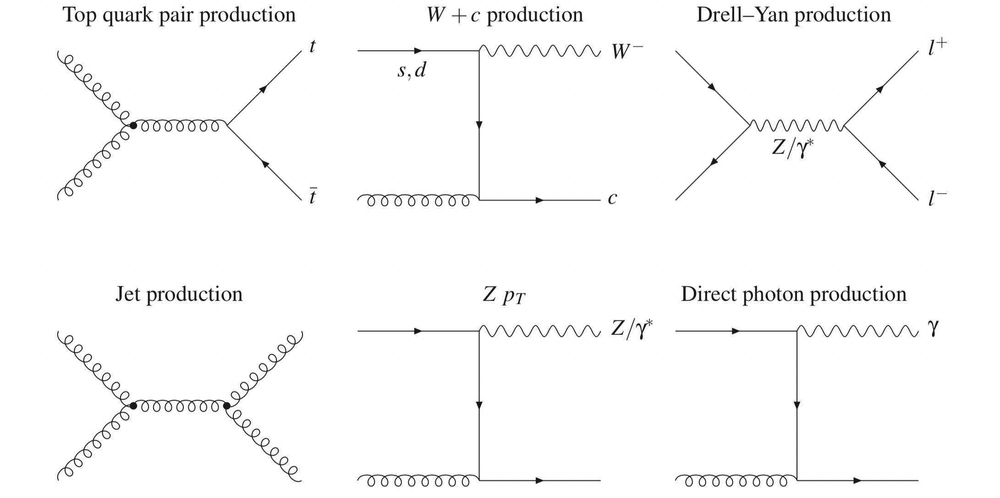 Top quark pair production
t
t̄
W + c production
s,d
W⁻
c
Drell–Yan production
l⁺
Z/γ*
l⁻
Jet production
Z p_T
Z/γ*
Direct photon production
γ